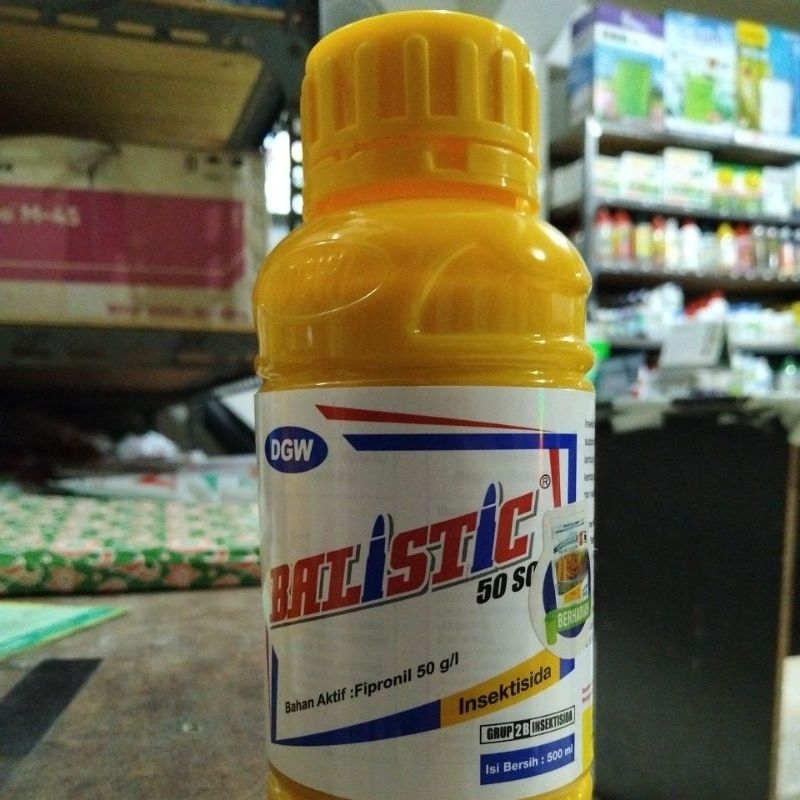 M-45
DGW
BALISTIC®
50 SC
BERHADIAH
Bahan Aktif :Fipronil 50 g/l
Insektisida
GRUP 2B INSEKTISIDA
Isi Bersih : 500 ml